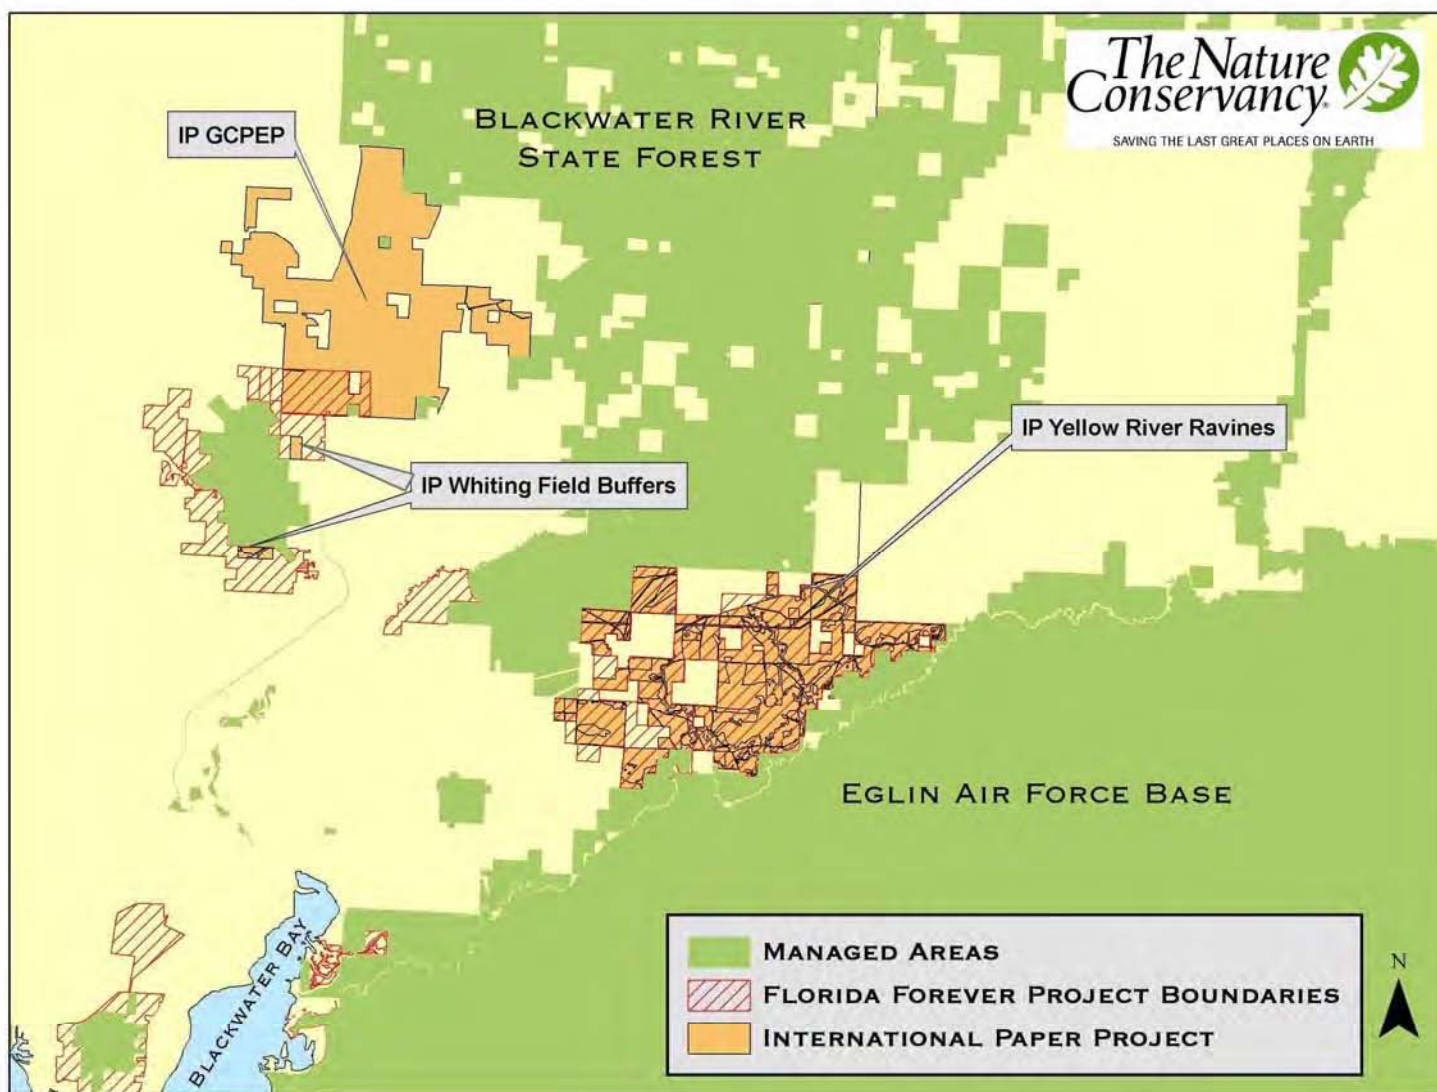 The Nature
Conservancy®
SAVING THE LAST GREAT PLACES ON EARTH
IP GCPEP
BLACKWATER RIVER
STATE FOREST
IP Yellow River Ravines
IP Whiting Field Buffers
EGLIN AIR FORCE BASE
BLACKWATER BAY
MANAGED AREAS
FLORIDA FOREVER PROJECT BOUNDARIES
INTERNATIONAL PAPER PROJECT
N